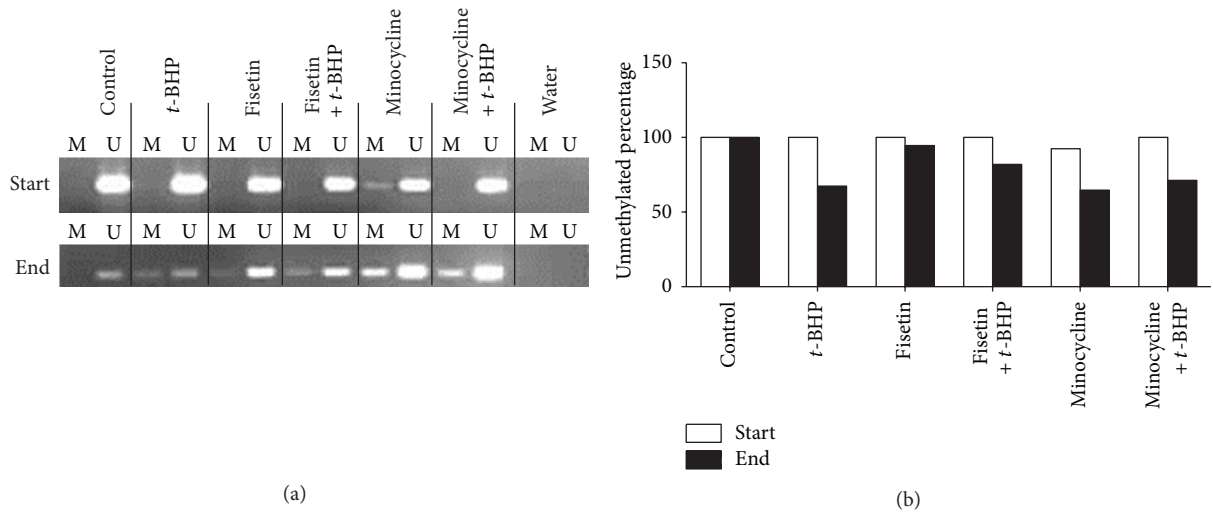 Control
t-BHP
Fisetin
Fisetin
+ t-BHP
Minocycline
Minocycline
+ t-BHP
Water
M U M U M U M U M U M U M U
Start
M U M U M U M U M U M U M U
End
(a)
Unmethylated percentage
150
100
50
0
Control
t-BHP
Fisetin
Fisetin
+ t-BHP
Minocycline
Minocycline
+ t-BHP
Start
End
(b)